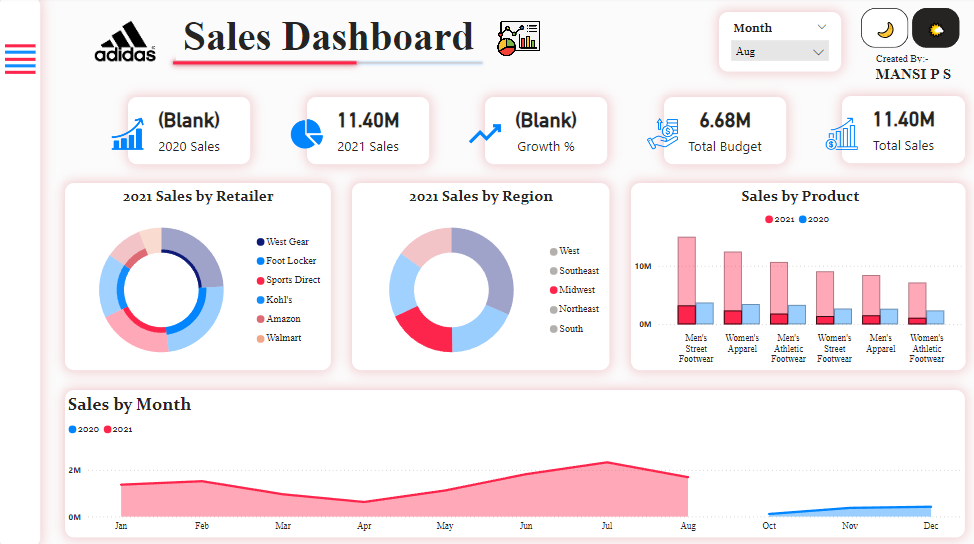 adidas
Sales Dashboard
Month
Aug
Created By:-
MANSI P S
(Blank)
2020 Sales
11.40M
2021 Sales
(Blank)
Growth %
6.68M
Total Budget
11.40M
Total Sales
2021 Sales by Retailer
West Gear
Foot Locker
Sports Direct
Kohl's
Amazon
Walmart
2021 Sales by Region
West
Southeast
Midwest
Northeast
South
Sales by Product
2021 2020
10M
0M
Men's Street Footwear
Women's Apparel
Men's Athletic Footwear
Women's Street Footwear
Men's Apparel
Women's Athletic Footwear
Sales by Month
2020 2021
2M
0M
Jan Feb Mar Apr May Jun Jul Aug Oct Nov Dec